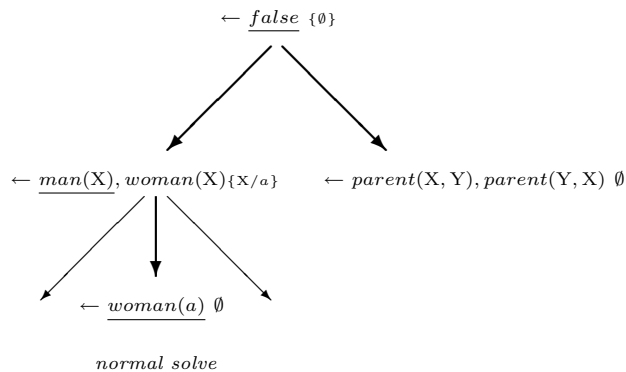 ← false {∅}
← man(X), woman(X){X/a}
← parent(X, Y), parent(Y, X) ∅
← woman(a) ∅
normal solve